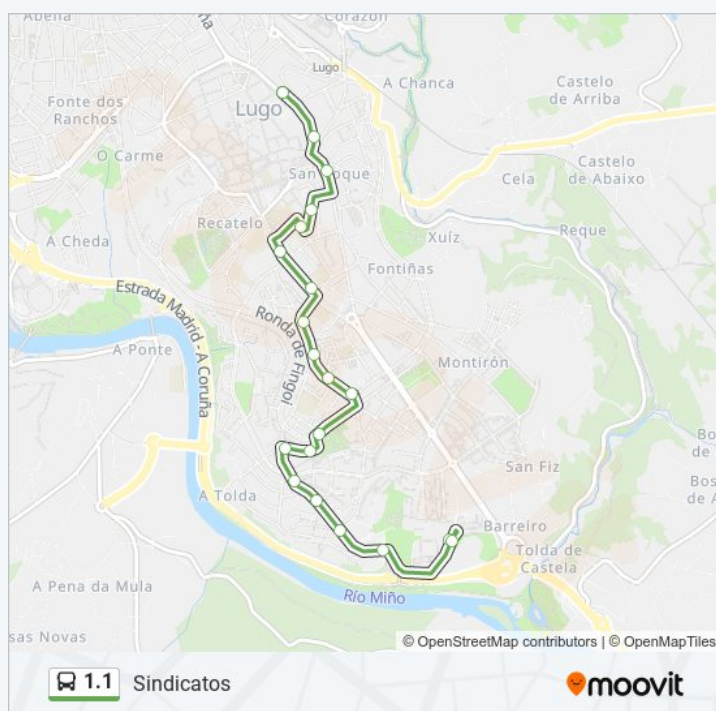 Abella
A Coruña
Corazón
Lugo
A Chanca
Castelo
de Arriba
Lugo
Fonte dos
Ranchos
O Carme
San Roque
Cela
Castelo
de Abaixo
Recatelo
A Cheda
Xuíz
Reque
Fontiñas
Estrada Madrid - A Coruña
Ronda de Fingoi
A Ponte
Montirón
San Fiz
A Tolda
Barreiro
Tolda de
Castela
A Pena da Mula
Río Miño
© OpenStreetMap contributors | © OpenMapTiles
1.1 Sindicatos
moovit